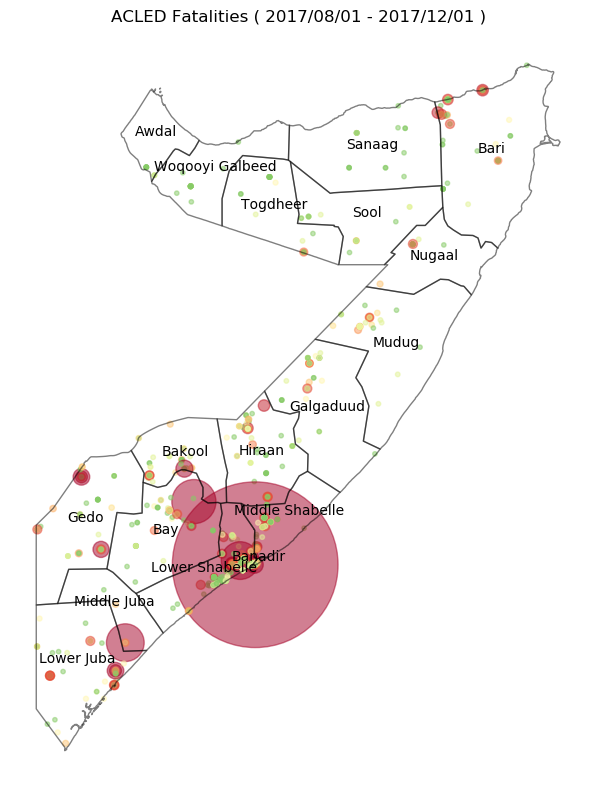 ACLED Fatalities ( 2017/08/01 - 2017/12/01 )
Awdal
Sanaag
Bari
Woqooyi Galbeed
Togdheer
Sool
Nugaal
Mudug
Galgaduud
Bakool
Hiraan
Gedo
Middle Shabelle
Bay
Banadir
Lower Shabelle
Middle Juba
Lower Juba